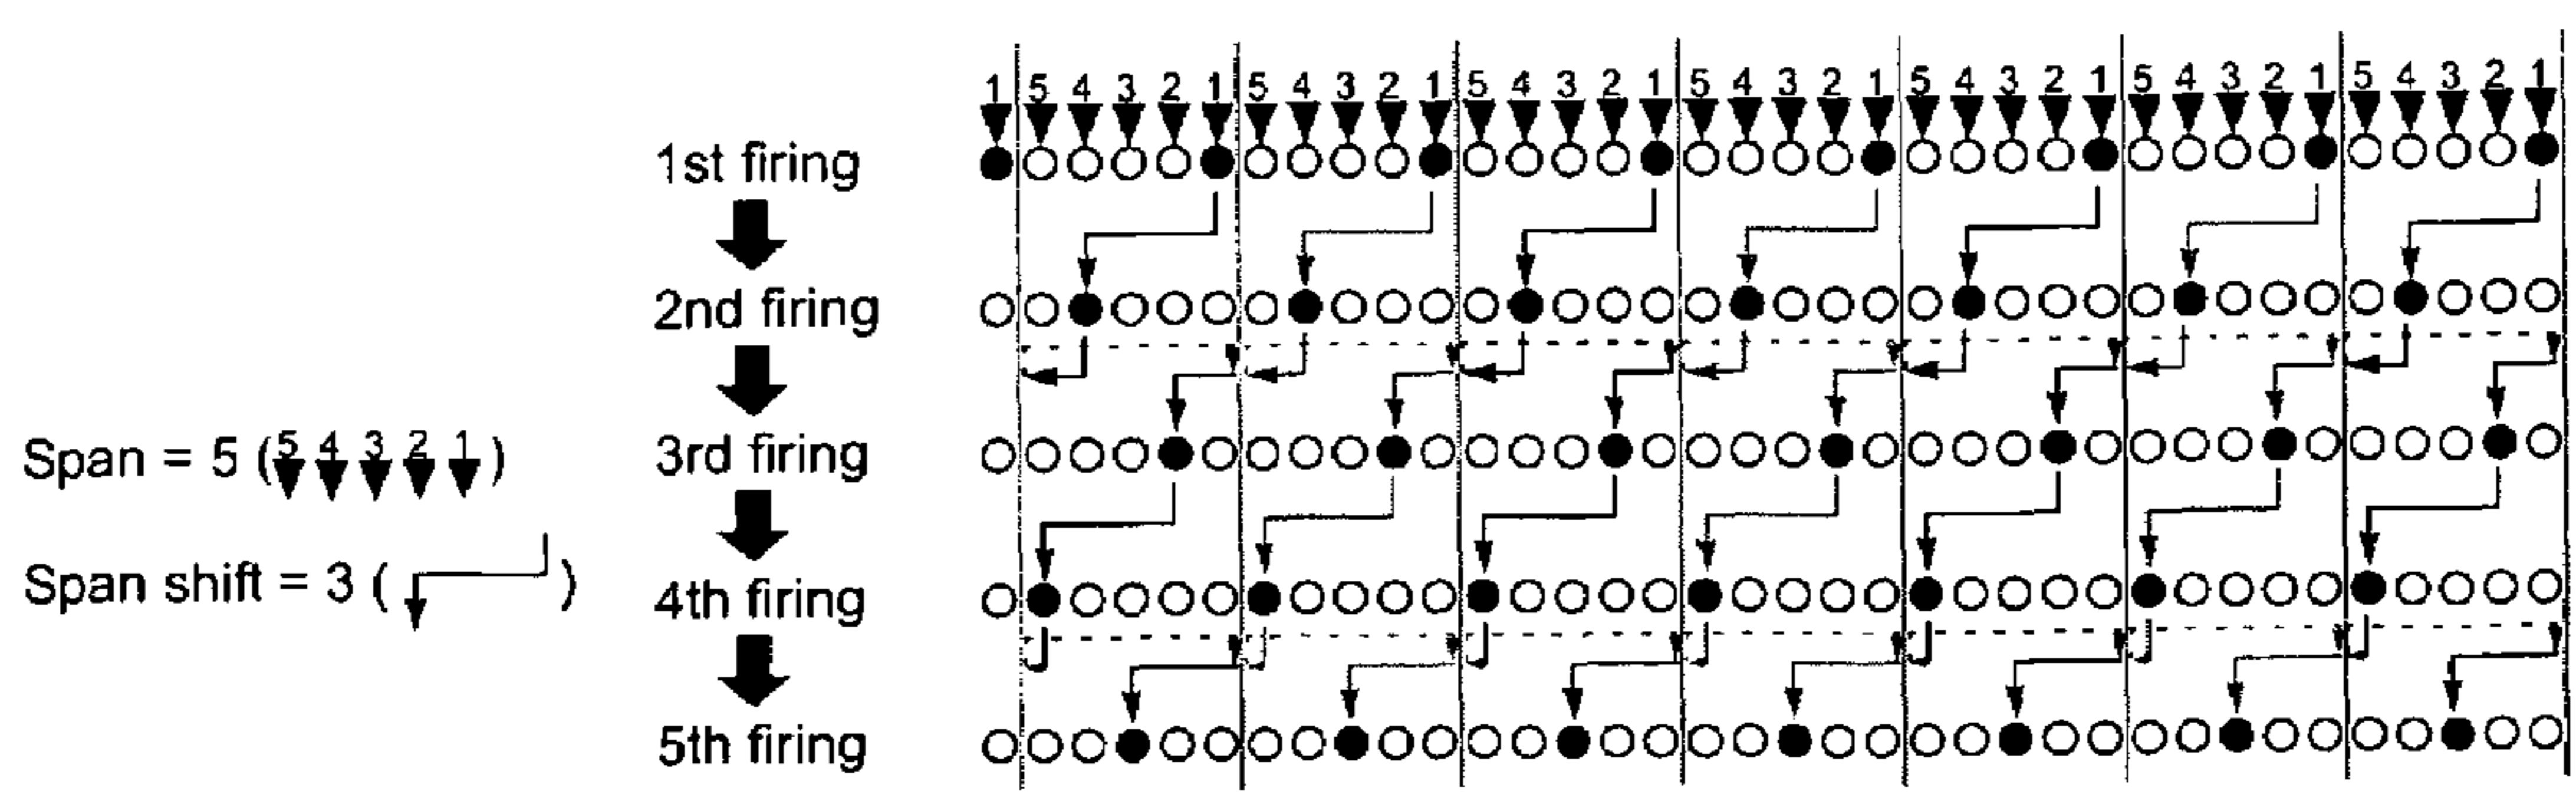 1 5 4 3 2 1 5 4 3 2 1 5 4 3 2 1 5 4 3 2 1 5 4 3 2 1 5 4 3 2 1 5 4 3 2 1
1st firing
2nd firing
3rd firing
4th firing
5th firing
5 4 3 2 1
Span = 5 ( )
Span shift = 3 ( )